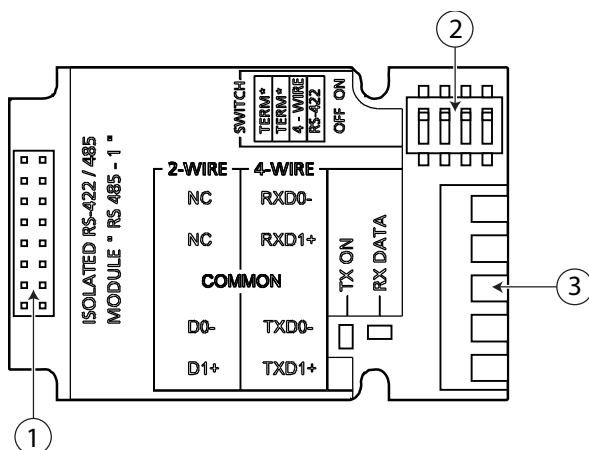 2
SWITCH
TERM*
TERM*
4 - WIRE
RS-422
OFF ON
ISOLATED RS-422 / 485
MODULE " RS 485 - 1 "
2-WIRE 4-WIRE
NC RXD0-
NC RXD1+
COMMON
D0- TXD0-
D1+ TXD1+
TX ON
RX DATA
3
1